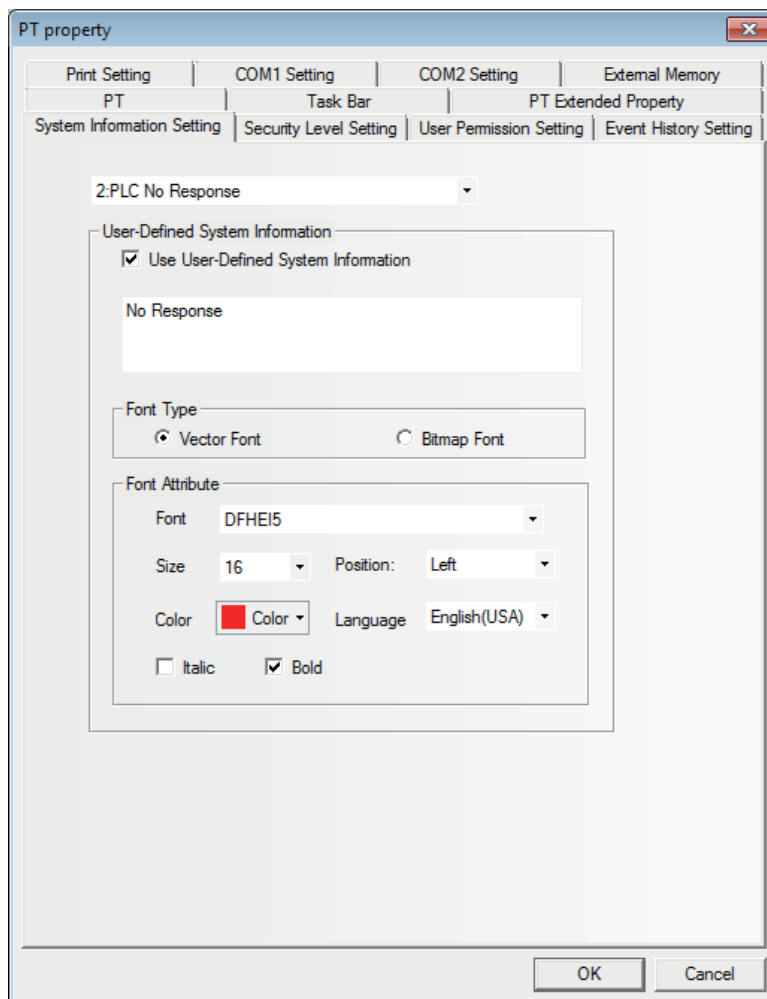 PT property
Print Setting COM1 Setting COM2 Setting External Memory
PT Task Bar PT Extended Property
System Information Setting Security Level Setting User Permission Setting Event History Setting
2:PLC No Response
User-Defined System Information
Use User-Defined System Information
No Response
Font Type
Vector Font Bitmap Font
Font Attribute
Font DFHEI5
Size 16 Position: Left
Color Color Language English(USA)
Italic Bold
OK Cancel